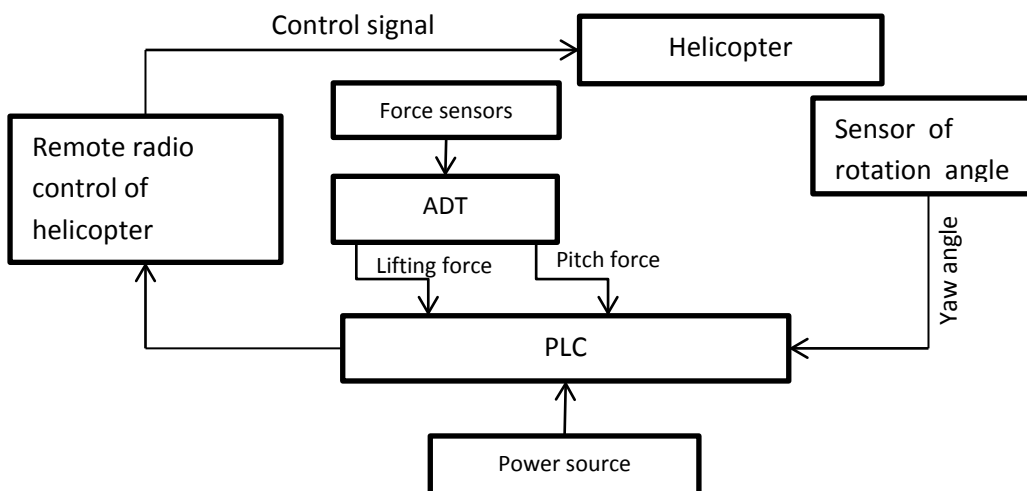 Control signal
Helicopter
Force sensors
Remote radio
control of
helicopter
Sensor of
rotation angle
ADT
Lifting force
Pitch force
Yaw angle
PLC
Power source